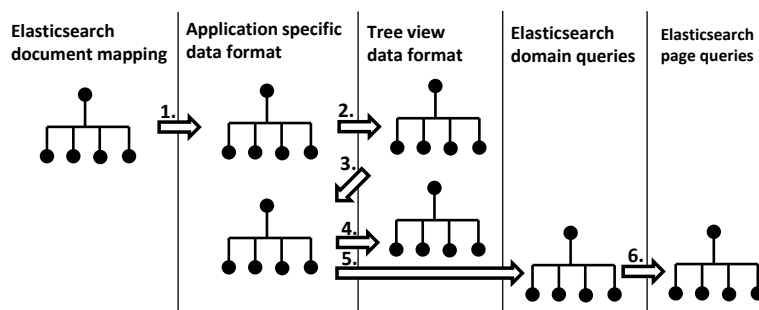 Elasticsearch
document mapping
Application specific
data format
Tree view
data format
Elasticsearch
domain queries
Elasticsearch
page queries
1.
2.
3.
4.
5.
6.